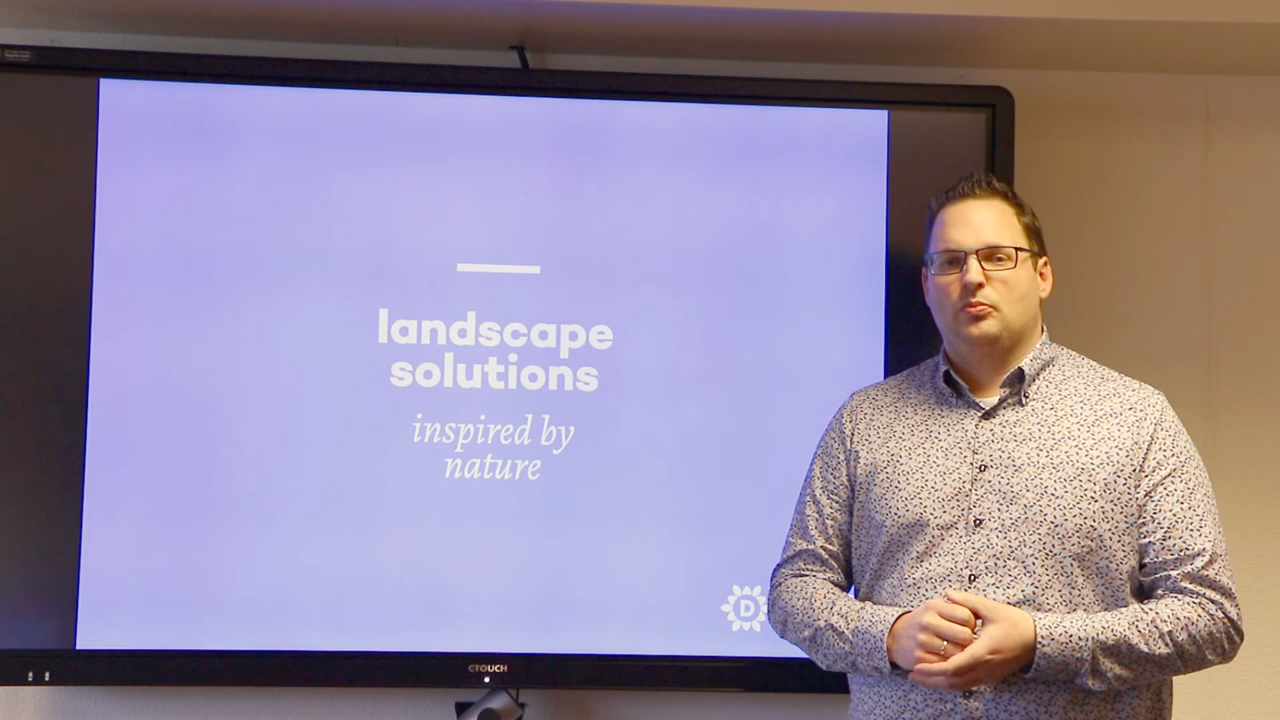 landscape
solutions
inspired by
nature
D
CTOUCH